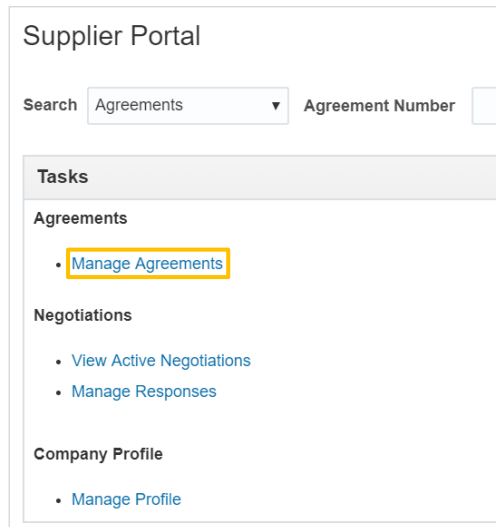 Supplier Portal
Search Agreements Agreement Number
Tasks
Agreements
Manage Agreements
Negotiations
View Active Negotiations
Manage Responses
Company Profile
Manage Profile